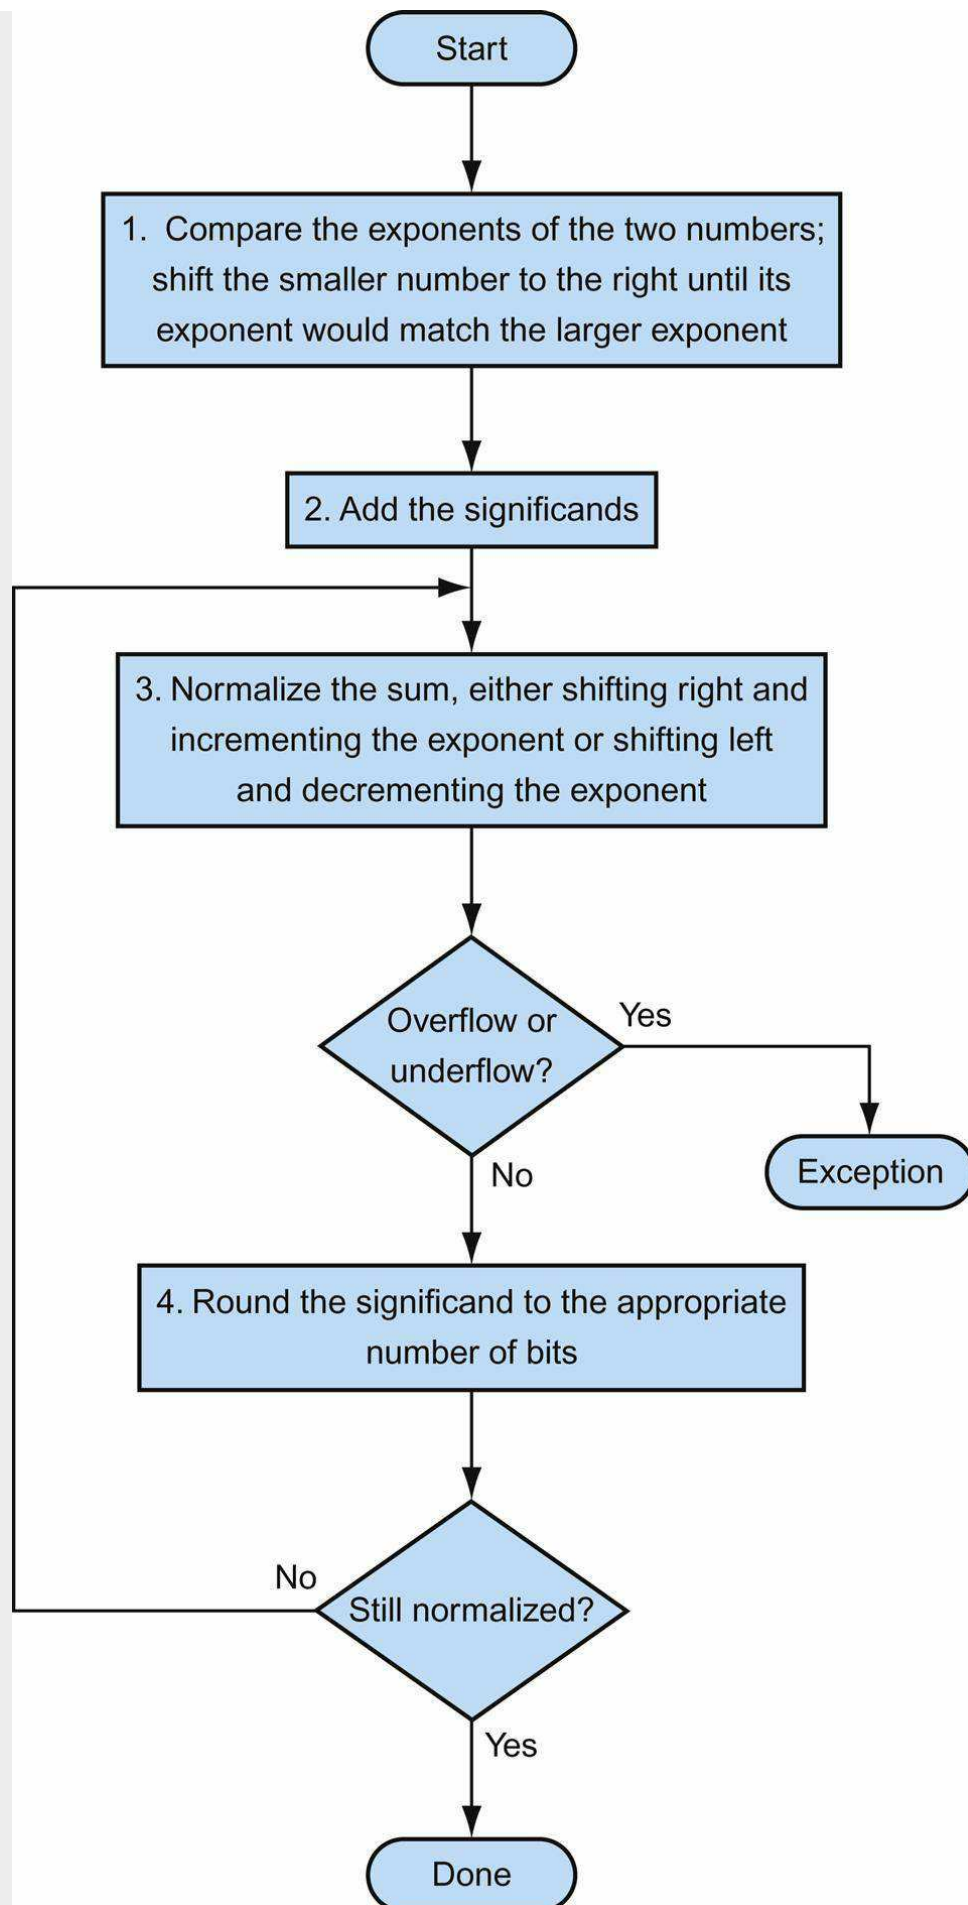 Start
1. Compare the exponents of the two numbers;
shift the smaller number to the right until its
exponent would match the larger exponent
2. Add the significands
3. Normalize the sum, either shifting right and
incrementing the exponent or shifting left
and decrementing the exponent
Overflow or
underflow?
Yes
No
Exception
4. Round the significand to the appropriate
number of bits
No
Still normalized?
Yes
Done